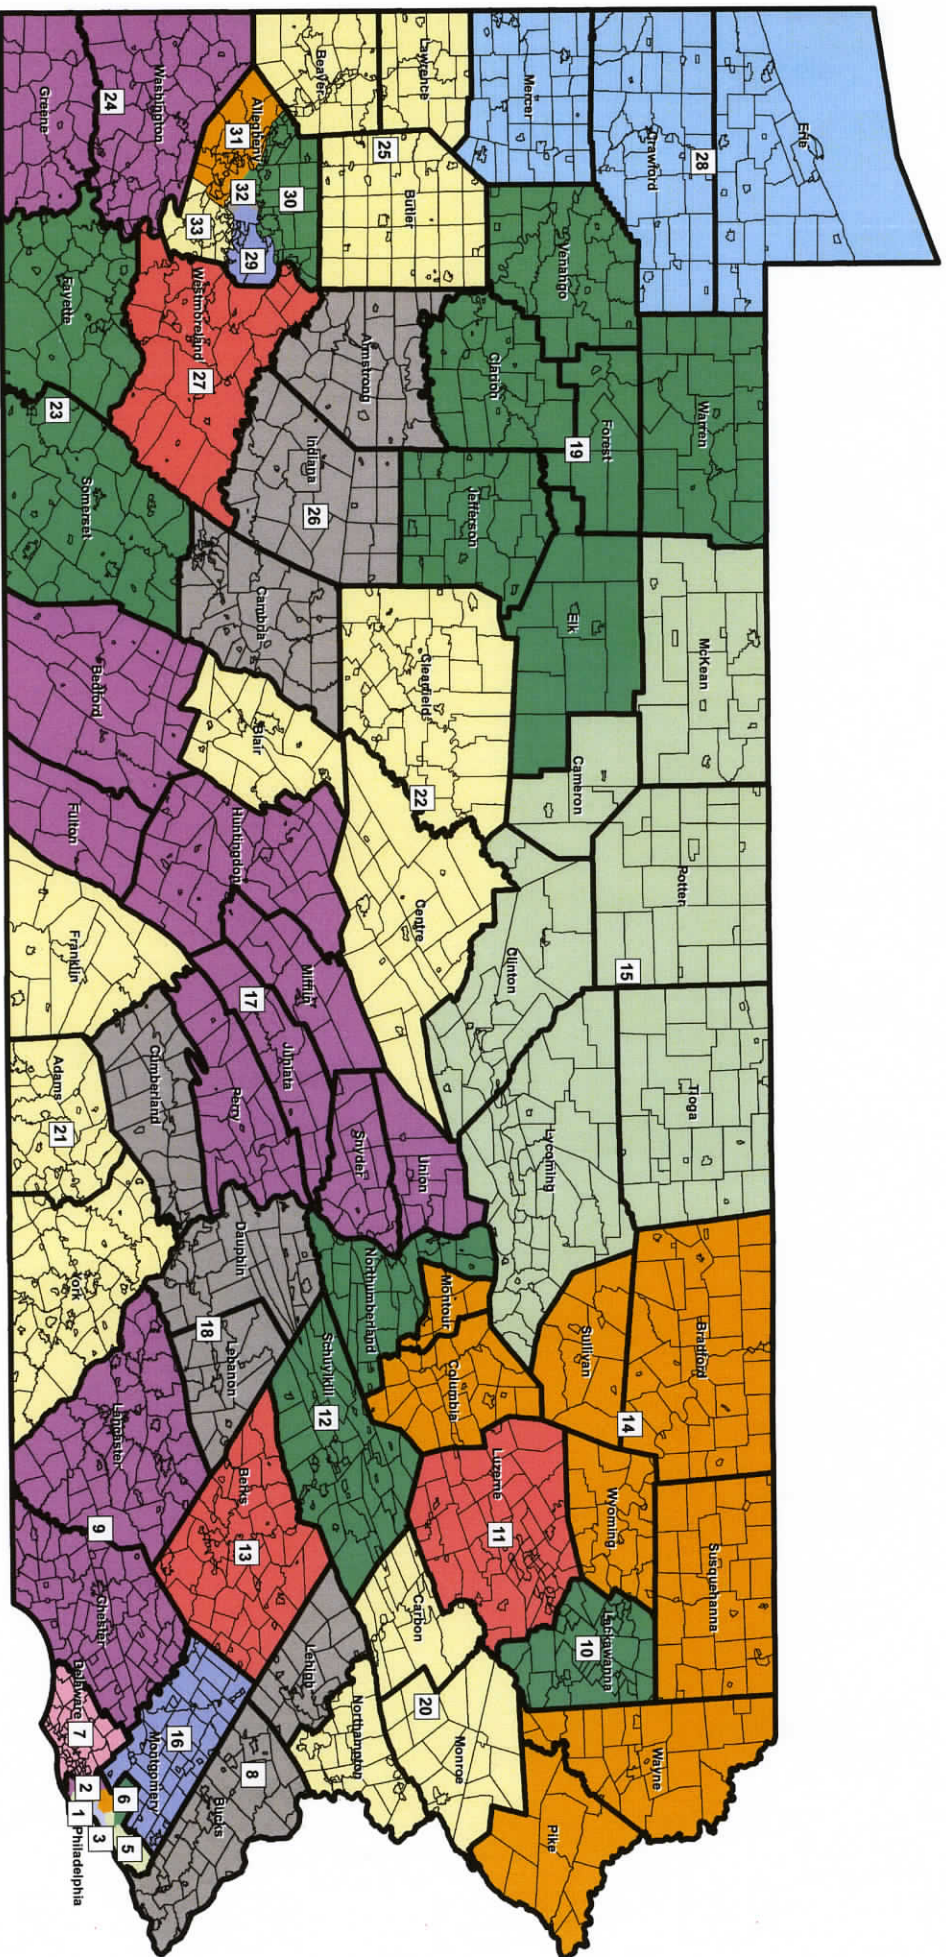 Erie
28
Crawford
Mercer
Lawrence
Beaver
25
Butler
Allegheny
31
32
30
33
29
Washington
24
Greene
Warren
Venango
Forest
19
Clarion
Jefferson
Elk
Armstrong
Indiana
26
Cambria
Westmoreland
27
Fayette
23
Somerset
McKean
Cameron
Potter
15
Tioga
Clinton
Lycoming
Clearfield
22
Centre
Blair
Bedford
Fulton
Huntingdon
Mifflin
17
Juniata
Perry
Snyder
Union
Franklin
Adams
21
York
Cumberland
Dauphin
18
Lebanon
Northumberland
Schuylkill
12
Montour
Columbia
Sullivan
Bradford
14
Wyoming
Susquehanna
Wayne
Pike
Luzerne
11
Lackawanna
10
Carbon
20
Monroe
Northampton
Lehigh
8
Bucks
Berks
13
Lancaster
9
Chester
16
Montgomery
Delaware
7
2
1
3
6
5
Philadelphia